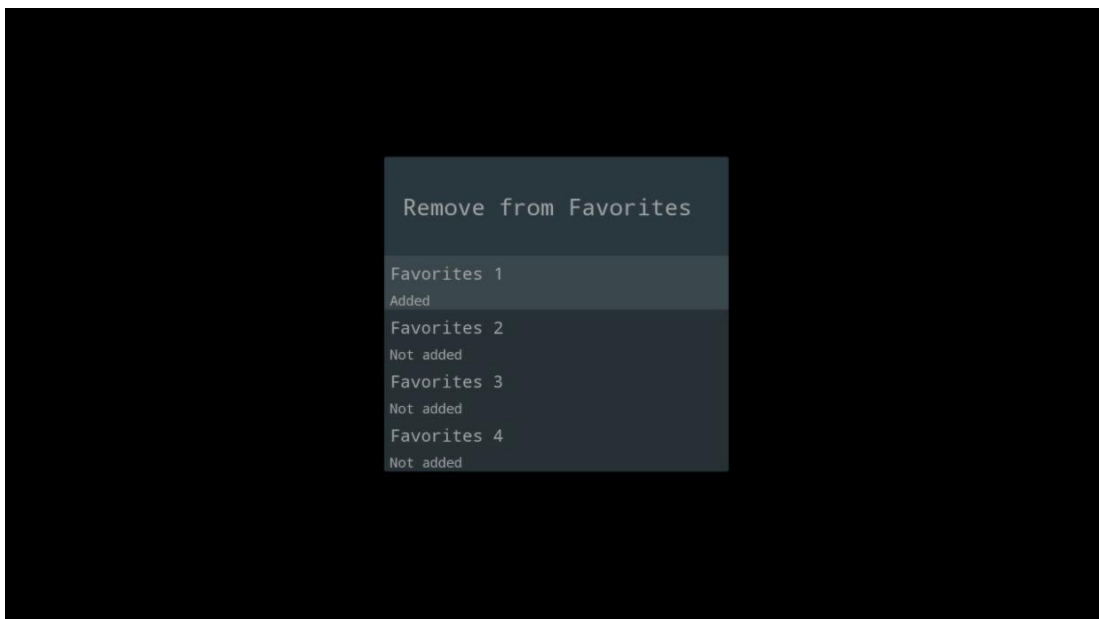 Remove from Favorites
Favorites 1
Added
Favorites 2
Not added
Favorites 3
Not added
Favorites 4
Not added